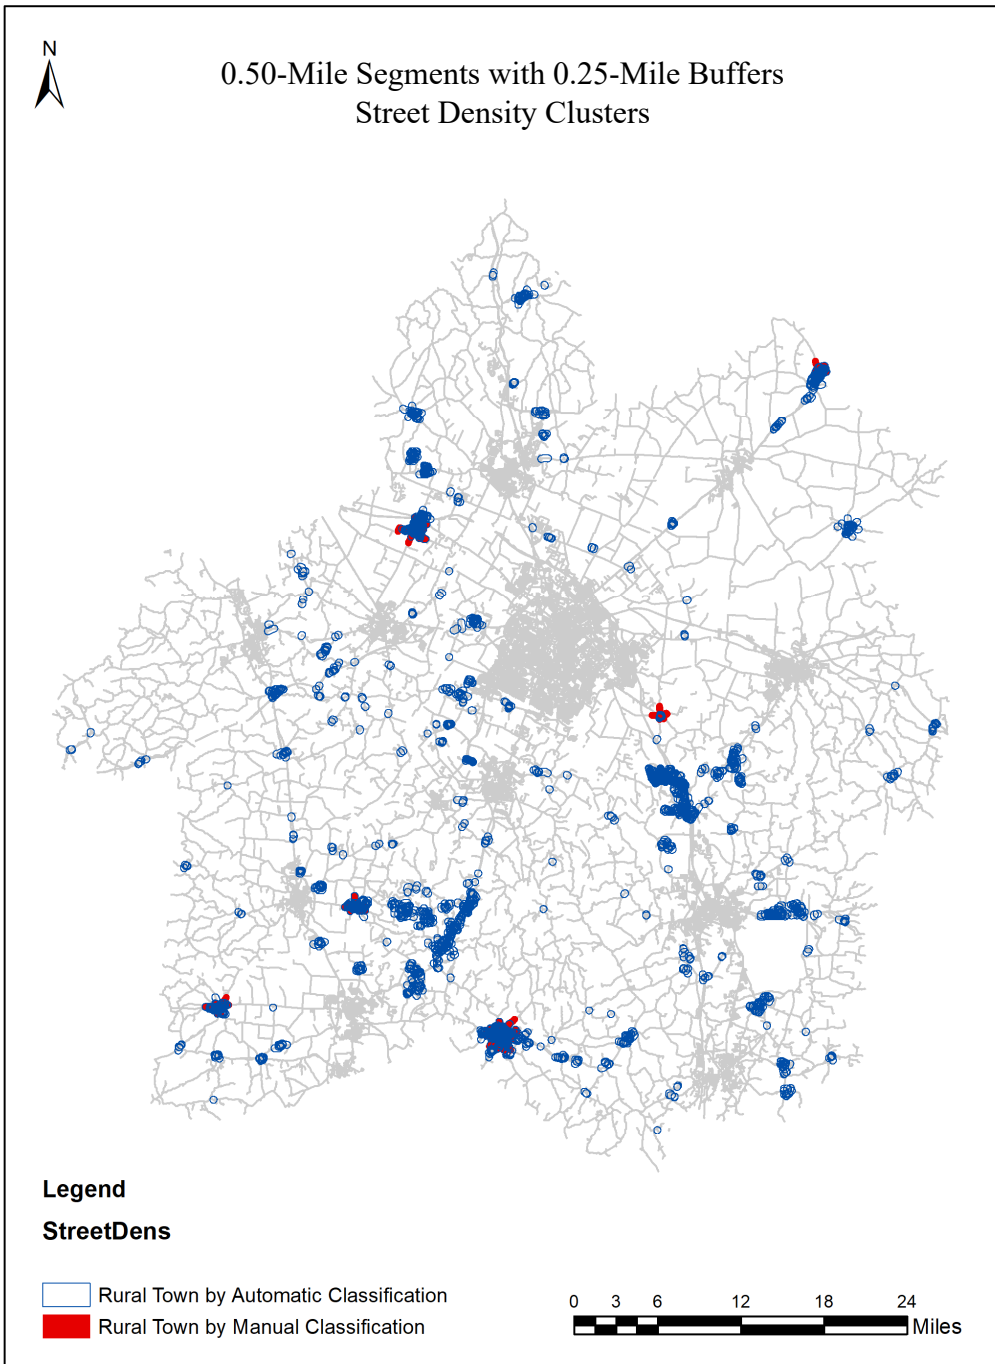 N
0.50-Mile Segments with 0.25-Mile Buffers
Street Density Clusters
Legend
StreetDens
Rural Town by Automatic Classification
Rural Town by Manual Classification
0 3 6 12 18 24
Miles